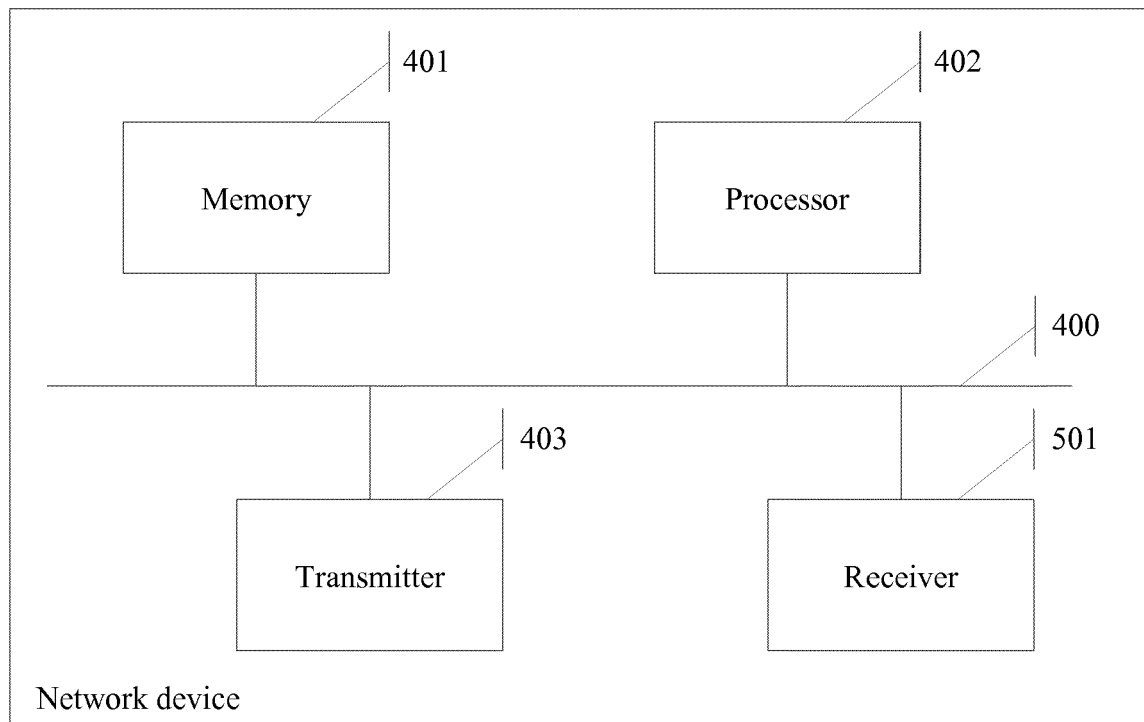 401
402
Memory
Processor
400
403
501
Transmitter
Receiver
Network device